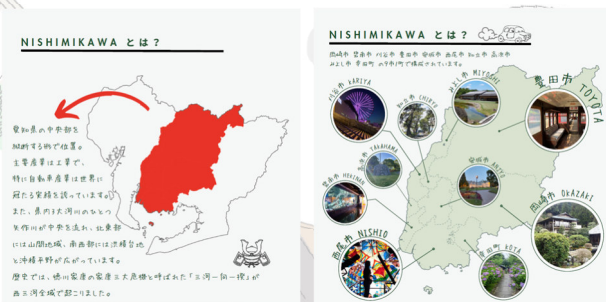 NISHIMIKAWA とは？
愛知県の中央部を
縦断する形で位置。
主要産業は工業で、
特に自動車産業は世界に
冠たる実績を誇っています。
また、県内3大河川のひとつ
矢作川が中央を流れ、北東部
には山間地域、南西部には洪積台地
と沖積平野が広がっています。
歴史では、徳川家康の家康三大危機と呼ばれた「三河一向一揆」が
西三河全域で起こりました。
NISHIMIKAWA とは？
岡崎市 碧南市 刈谷市 豊田市 安城市 西尾市 知立市 高浜市
みよし市 幸田町 の9市1町で構成されています。
刈谷市 KARIYA
知立市 CHIRYU
みよし市 MIYOSHI
豊田市 TOYOTA
高浜市 TAKAHAMA
碧南市 HEKINAN
安城市 ANJYO
岡崎市 OKAZAKI
西尾市 NISHIO
幸田町 KOTA